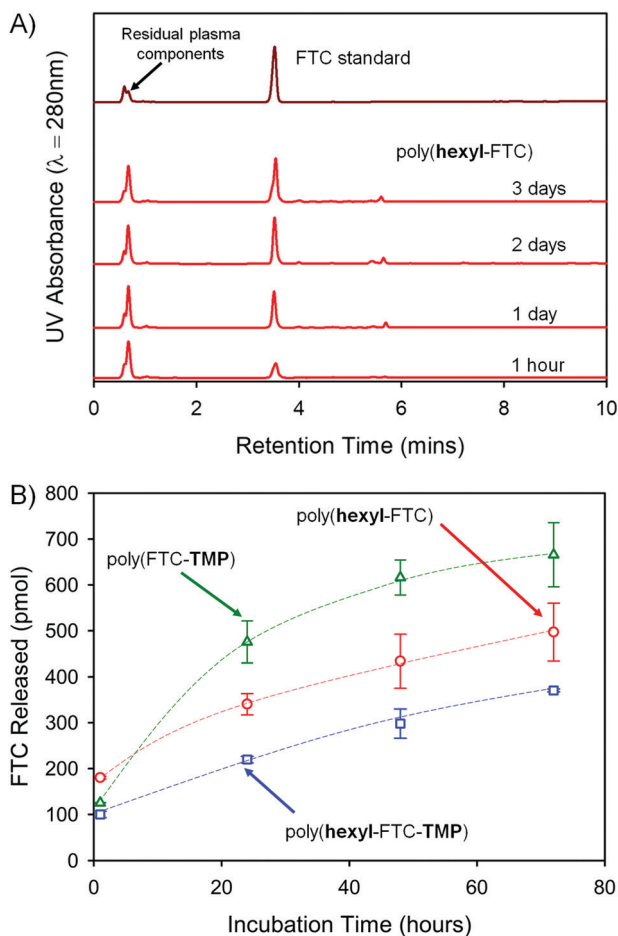 A)
Residual plasma
components
FTC standard
poly(hexyl-FTC)
3 days
2 days
1 day
1 hour
UV Absorbance (λ = 280nm)
0 2 4 6 8 10
Retention Time (mins)
B)
800
700
600
500
400
300
200
100
0
FTC Released (pmol)
poly(hexyl-FTC)
poly(FTC-TMP)
poly(hexyl-FTC-TMP)
0 20 40 60 80
Incubation Time (hours)